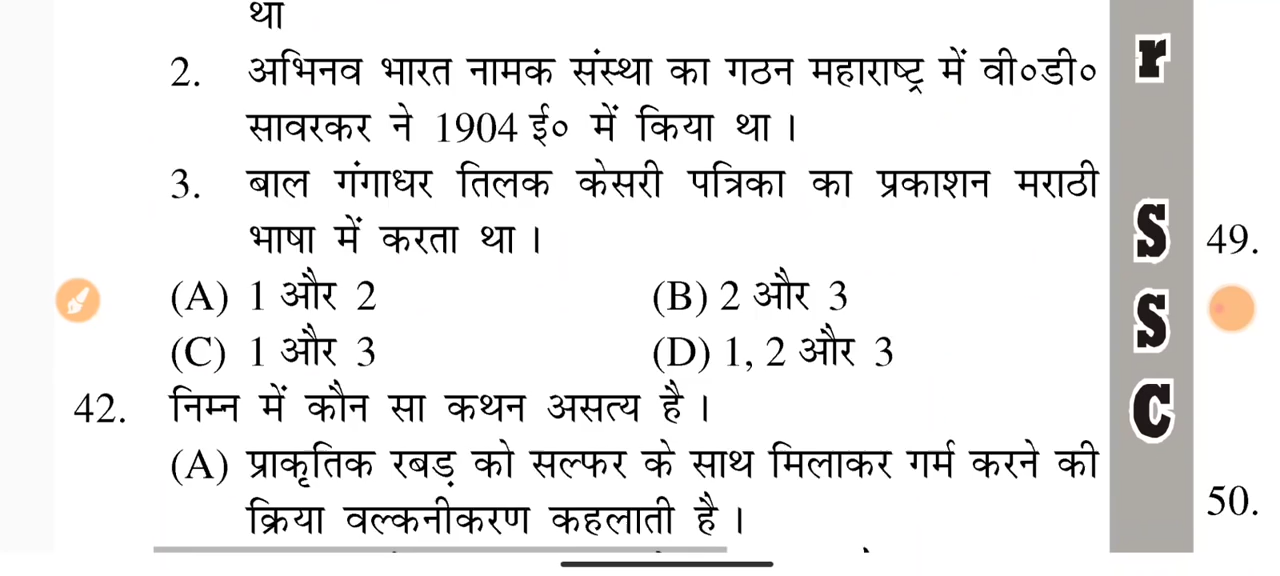 था
2. अभिनव भारत नामक संस्था का गठन महाराष्ट्र में वी०डी०
सावरकर ने 1904 ई० में किया था।
3. बाल गंगाधर तिलक केसरी पत्रिका का प्रकाशन मराठी
भाषा में करता था।
(A) 1 और 2 (B) 2 और 3
(C) 1 और 3 (D) 1, 2 और 3
42. निम्न में कौन सा कथन असत्य है।
(A) प्राकृतिक रबड़ को सल्फर के साथ मिलाकर गर्म करने की
क्रिया वल्कनीकरण कहलाती है।
r
S
S
C
49.
50.